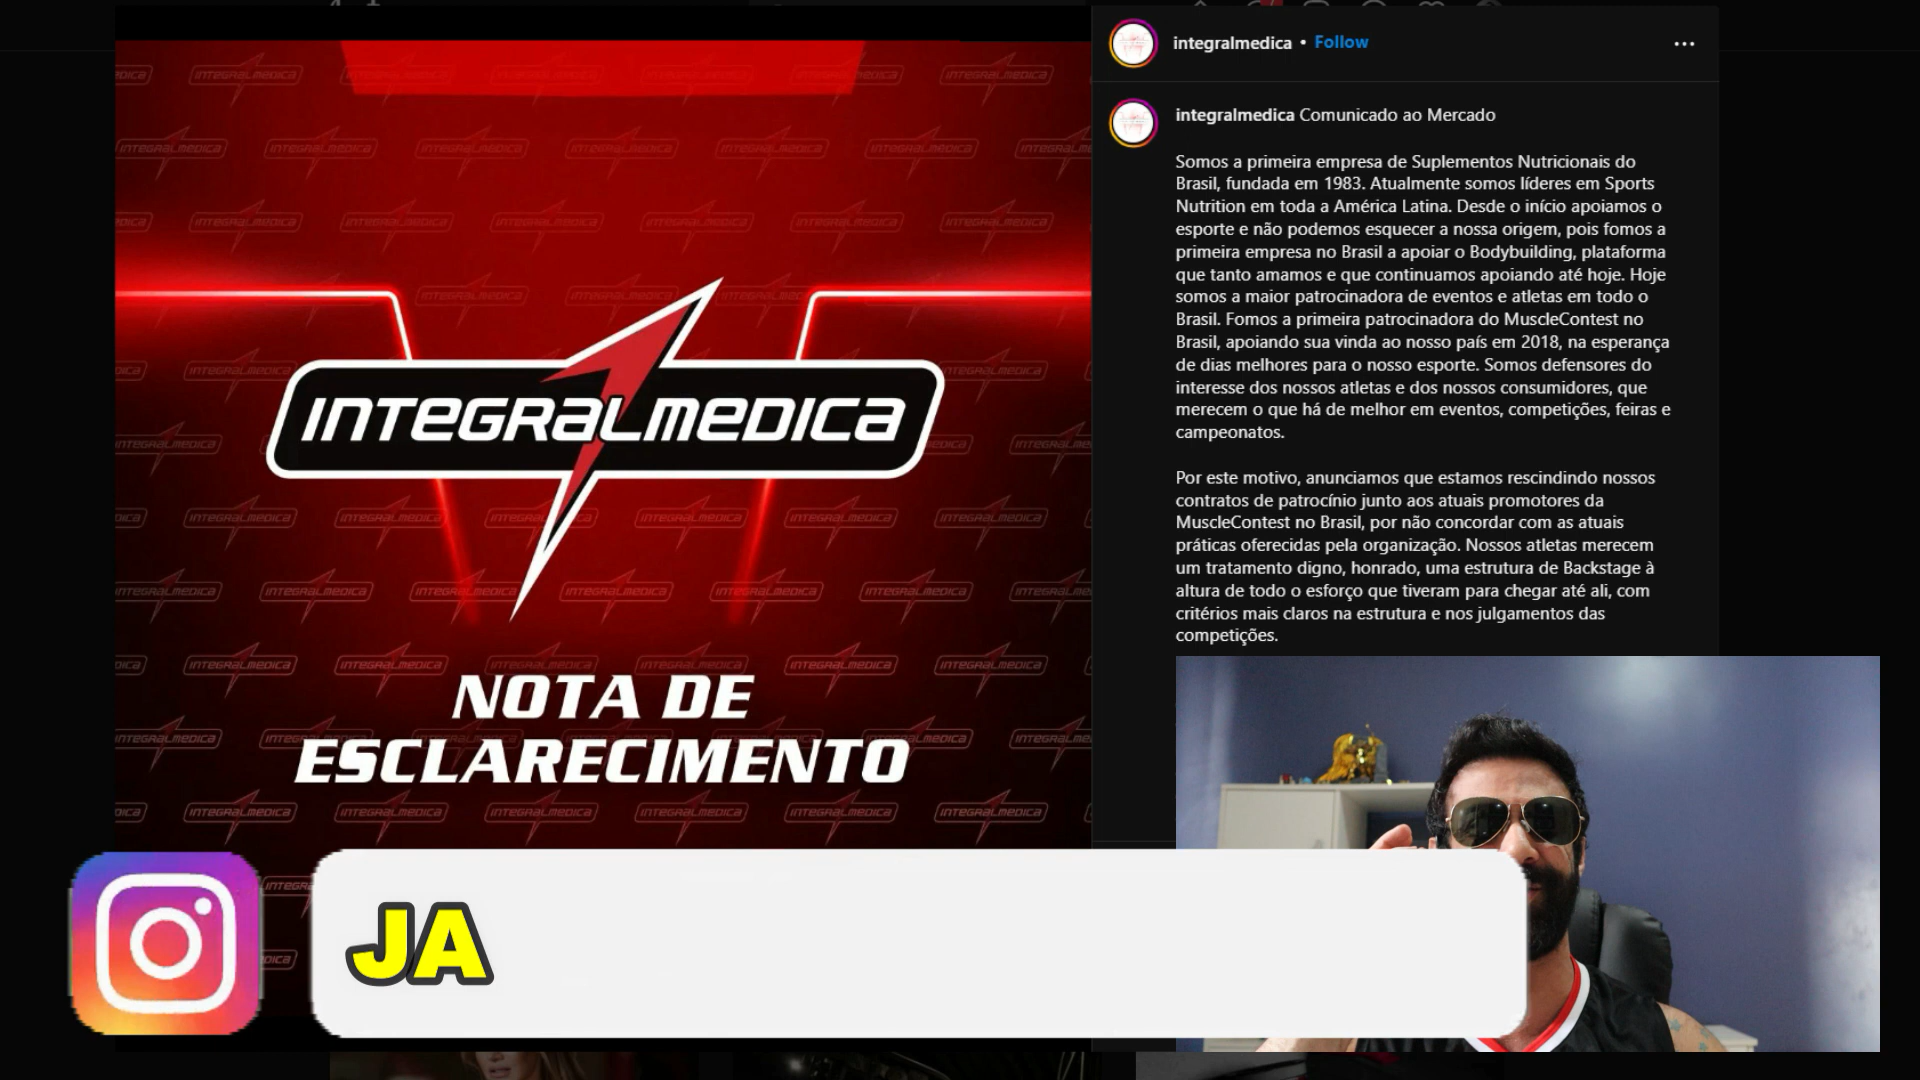 INTEGRALMEDICA
NOTA DE
ESCLARECIMENTO
JA
integralmedica • Follow
integralmedica Comunicado ao Mercado
Somos a primeira empresa de Suplementos Nutricionais do
Brasil, fundada em 1983. Atualmente somos líderes em Sports
Nutrition em toda a América Latina. Desde o início apoiamos o
esporte e não podemos esquecer a nossa origem, pois fomos a
primeira empresa no Brasil a apoiar o Bodybuilding, plataforma
que tanto amamos e que continuamos apoiando até hoje. Hoje
somos a maior patrocinadora de eventos e atletas em todo o
Brasil. Fomos a primeira patrocinadora do MuscleContest no
Brasil, apoiando sua vinda ao nosso país em 2018, na esperança
de dias melhores para o nosso esporte. Somos defensores do
interesse dos nossos atletas e dos nossos consumidores, que
merecem o que há de melhor em eventos, competições, feiras e
campeonatos.
Por este motivo, anunciamos que estamos rescindindo nossos
contratos de patrocínio junto aos atuais promotores da
MuscleContest no Brasil, por não concordar com as atuais
práticas oferecidas pela organização. Nossos atletas merecem
um tratamento digno, honrado, uma estrutura de Backstage à
altura de todo o esforço que tiveram para chegar até ali, com
critérios mais claros na estrutura e nos julgamentos das
competições.